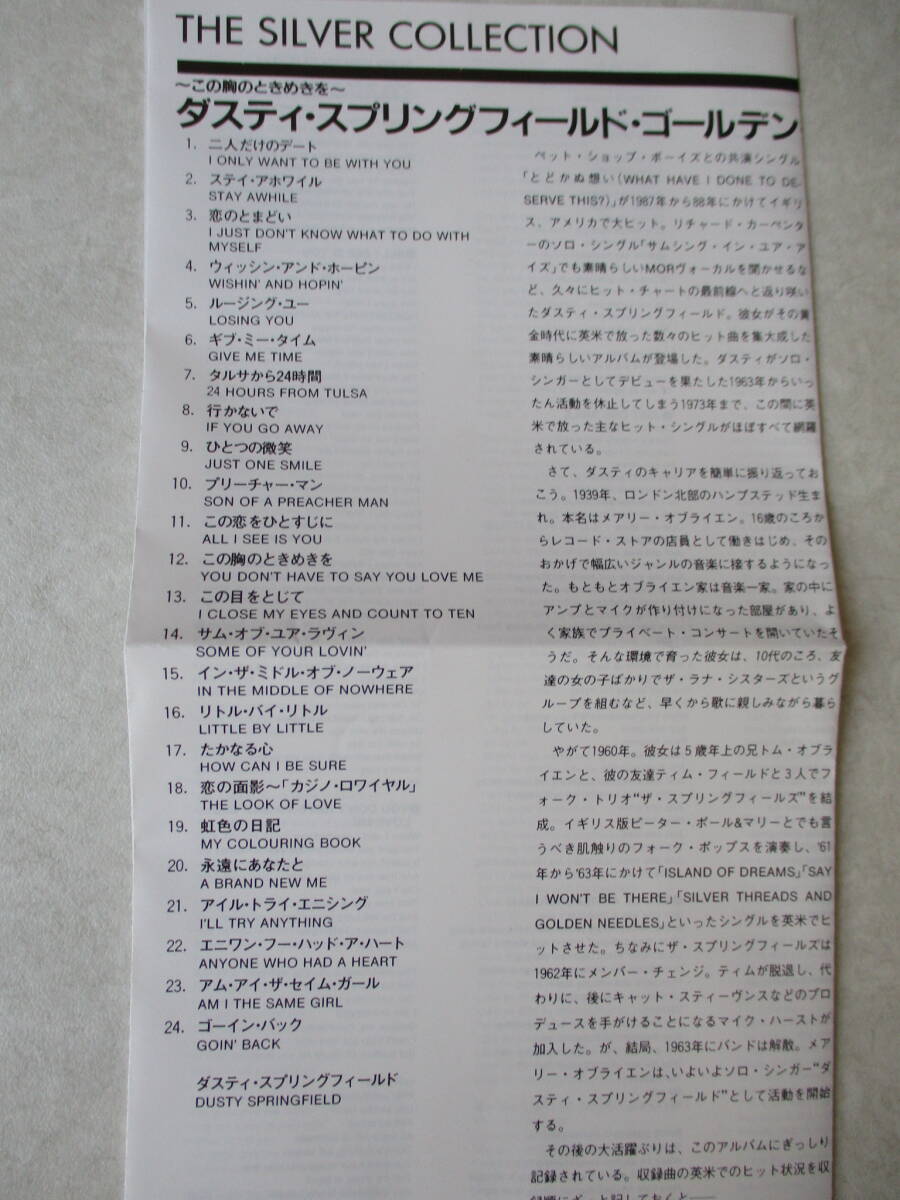 THE SILVER COLLECTION
～この胸のときめきを～
ダスティ・スプリングフィールド・ゴールデン
1. 二人だけのデート
I ONLY WANT TO BE WITH YOU
2. ステイ・アホワイル
STAY AWHILE
3. 恋のとまどい
I JUST DON'T KNOW WHAT TO DO WITH
MYSELF
4. ウィッシン・アンド・ホーピン
WISHIN' AND HOPIN'
5. ルージング・ユー
LOSING YOU
6. ギブ・ミー・タイム
GIVE ME TIME
7. タルサから24時間
24 HOURS FROM TULSA
8. 行かないで
IF YOU GO AWAY
9. ひとつの微笑
JUST ONE SMILE
10. プリーチャー・マン
SON OF A PREACHER MAN
11. この恋をひとすじに
ALL I SEE IS YOU
12. この胸のときめきを
YOU DON'T HAVE TO SAY YOU LOVE ME
13. この目をとじて
I CLOSE MY EYES AND COUNT TO TEN
14. サム・オブ・ユア・ラヴィン
SOME OF YOUR LOVIN'
15. イン・ザ・ミドル・オブ・ノーウェア
IN THE MIDDLE OF NOWHERE
16. リトル・バイ・リトル
LITTLE BY LITTLE
17. たかなる心
HOW CAN I BE SURE
18. 恋の面影～「カジノ・ロワイヤル」
THE LOOK OF LOVE
19. 虹色の日記
MY COLOURING BOOK
20. 永遠にあなたと
A BRAND NEW ME
21. アイル・トライ・エニシング
I'LL TRY ANYTHING
22. エニワン・フー・ハッド・ア・ハート
ANYONE WHO HAD A HEART
23. アム・アイ・ザ・セイム・ガール
AM I THE SAME GIRL
24. ゴーイン・バック
GOIN' BACK
ダスティ・スプリングフィールド
DUSTY SPRINGFIELD
ペット・ショップ・ボーイズとの共演シングル
「とどかぬ想い(WHAT HAVE I DONE TO DE-
SERVE THIS?)」が1987年から88年にかけてイギリ
ス、アメリカで大ヒット。リチャード・カーペンタ
ーのソロ・シングル「サムシング・イン・ユア・ア
イズ」でも素晴らしいMORヴォーカルを聞かせるな
ど、久々にヒット・チャートの最前線へと返り咲い
たダスティ・スプリングフィールド。彼女がその黄
金時代に英米で放った数々のヒット曲を集大成した
素晴らしいアルバムが登場した。ダスティがソロ・
シンガーとしてデビューを果たした1963年からいっ
たん活動を休止してしまう1973年まで、この間に英
米で放った主なヒット・シングルがほぼすべて網羅
されている。
さて、ダスティのキャリアを簡単に振り返ってお
こう。1939年、ロンドン北部のハンプステッド生ま
れ。本名はメアリー・オブライエン。16歳のころか
らレコード・ストアの店員として働きはじめ、その
おかげで幅広いジャンルの音楽に接するようになっ
た。もともとオブライエン家は音楽一家。家の中に
アンプとマイクが作り付けになった部屋があり、よ
く家族でプライベート・コンサートを開いていたそ
うだ。そんな環境で育った彼女は、10代のころ、友
達の女の子ばかりでザ・ラナ・シスターズというグ
ループを組むなど、早くから歌に親しみながら暮ら
していた。
やがて1960年。彼女は5歳年上の兄トム・オブラ
イエンと、彼の友達ティム・フィールドと3人でフ
ォーク・トリオ“ザ・スプリングフィールズ”を結
成。イギリス版ピーター・ポール&マリーとでも言
うべき肌触りのフォーク・ポップスを演奏し、'61
年から'63年にかけて「ISLAND OF DREAMS」「SAY
I WON'T BE THERE」「SILVER THREADS AND
GOLDEN NEEDLES」といったシングルを英米でヒ
ットさせた。ちなみにザ・スプリングフィールズは
1962年にメンバー・チェンジ。ティムが脱退し、代
わりに、後にキャット・スティーヴンスなどのプロ
デュースを手がけることになるマイク・ハーストが
加入した。が、結局、1963年にバンドは解散。メア
リー・オブライエンは、いよいよソロ・シンガー“ダ
スティ・スプリングフィールド”として活動を開始
する。
その後の大活躍ぶりは、このアルバムにぎっしり
記録されている。収録曲の英米でのヒット状況を収
録順にざっと記しておくと――